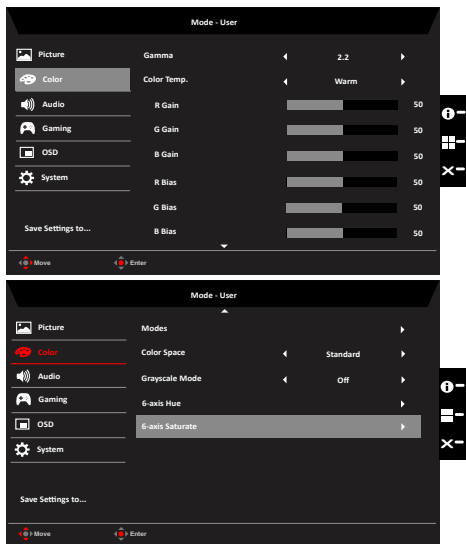 Mode - User
Picture Gamma 2.2
Color Color Temp. Warm
Audio R Gain 50
Gaming G Gain 50
OSD B Gain 50
System R Bias 50
G Bias 50
Save Settings to... B Bias 50
Move Enter
Mode - User
Picture Modes
Color Color Space Standard
Audio Grayscale Mode Off
Gaming 6-axis Hue
OSD 6-axis Saturate
System
Save Settings to...
Move Enter